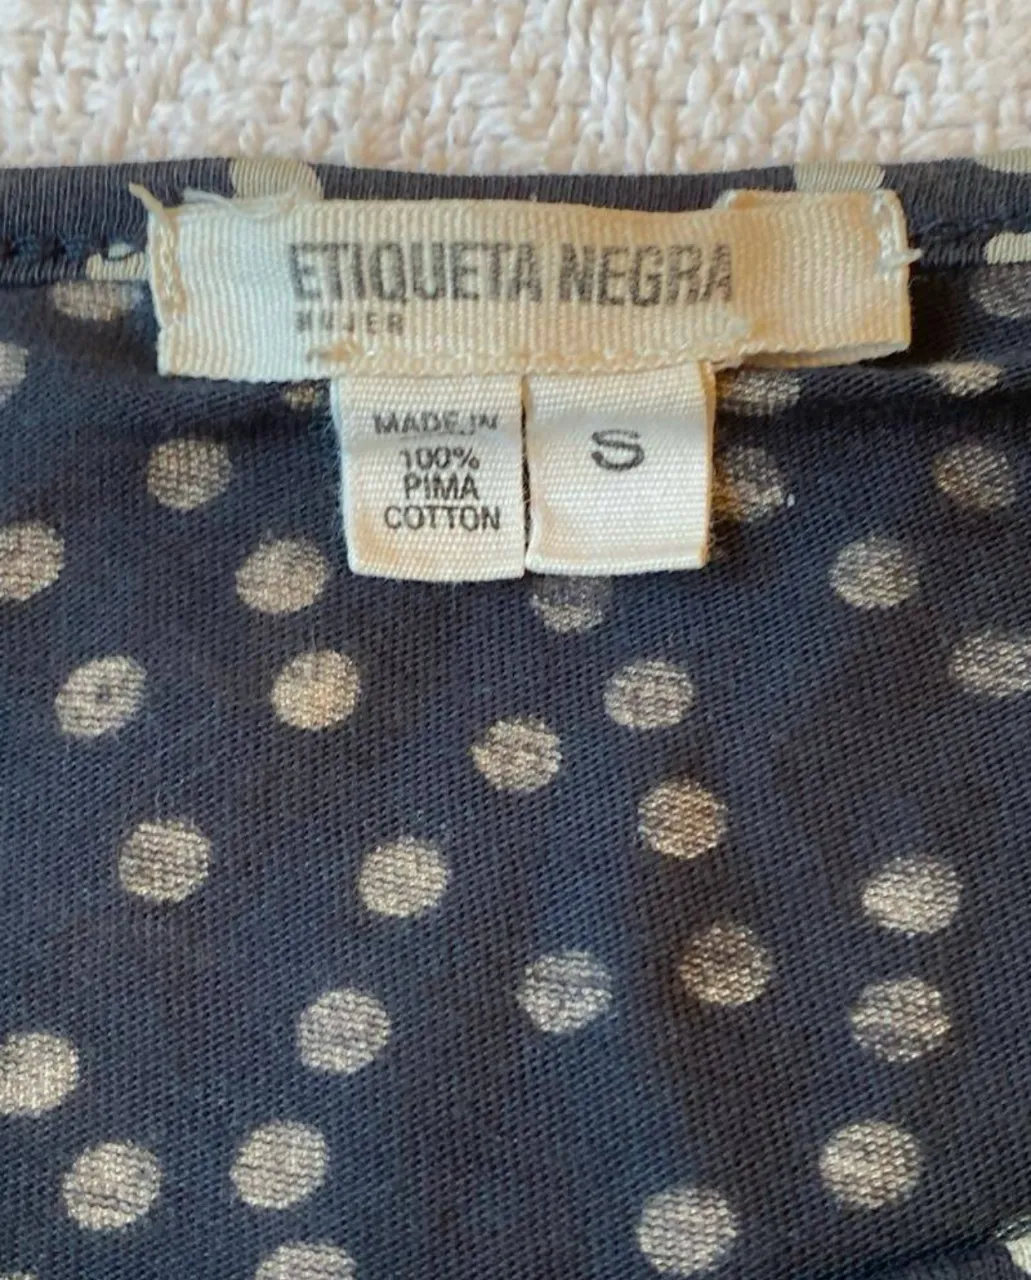 ETIQUETA NEGRA
MUJER
MADE IN
100%
PIMA
COTTON
S